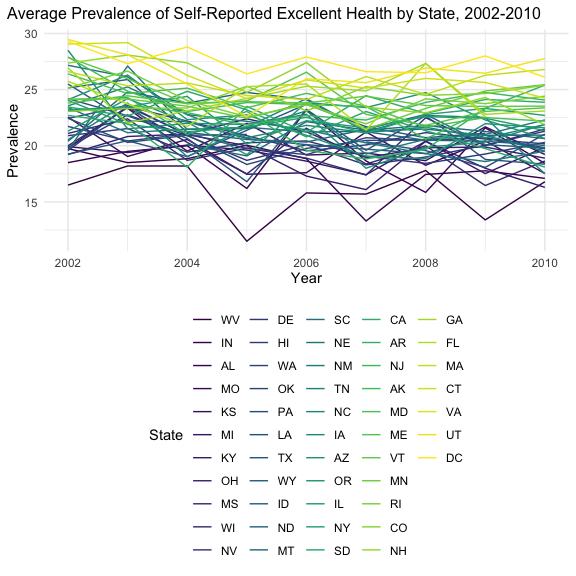 Average Prevalence of Self-Reported Excellent Health by State, 2002-2010
30
25
20
15
Prevalence
2002 2004 2006 2008 2010
Year
State
WV DE SC CA GA
IN HI NE AR FL
AL WA NM NJ MA
MO OK TN AK CT
KS PA NC MD VA
MI LA IA ME UT
KY TX AZ VT DC
OH WY OR MN
MS ID IL RI
WI ND NY CO
NV MT SD NH